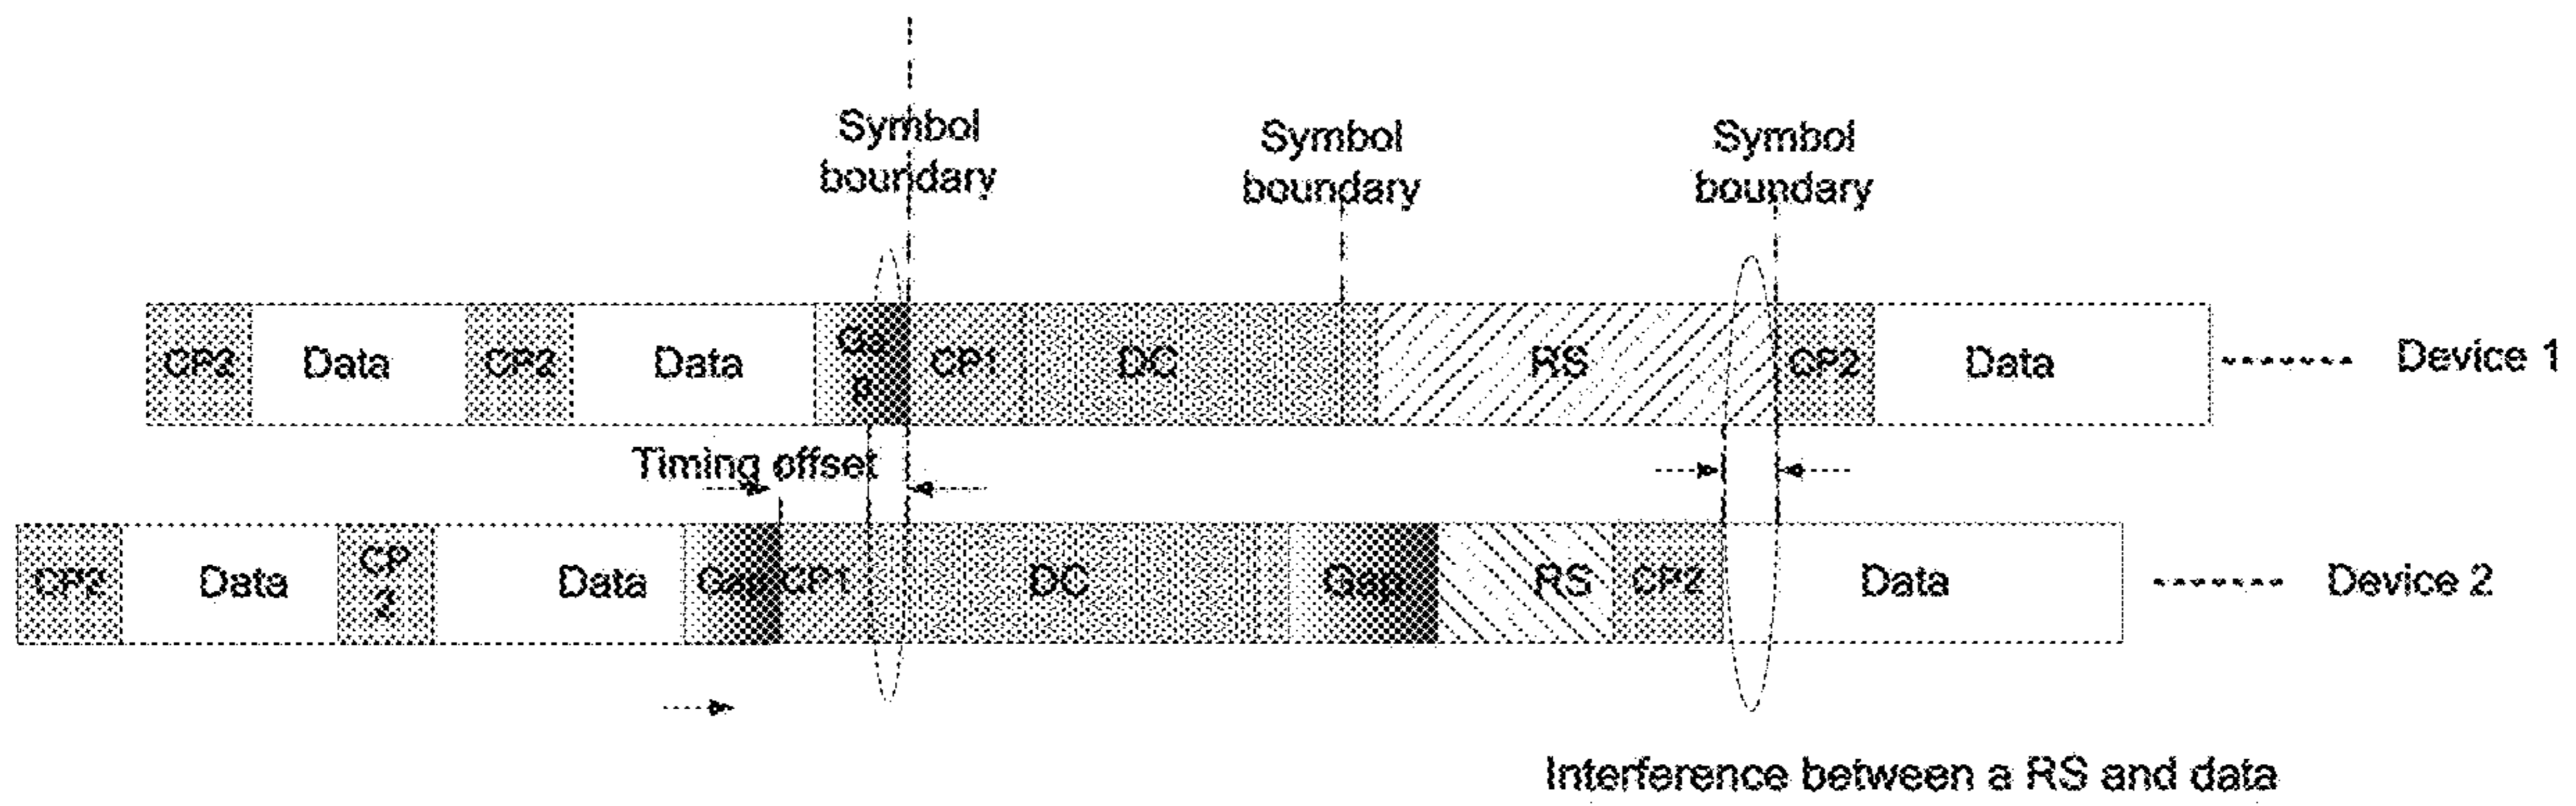 Symbol
boundary
Symbol
boundary
Symbol
boundary
CP2 Data CP2 Data Ga
p CP1 DC RS CP2 Data Device 1
Timing offset
CP2 Data CP
2 Data Gap CP1 DC Gap RS CP2 Data Device 2
Interference between a RS and data